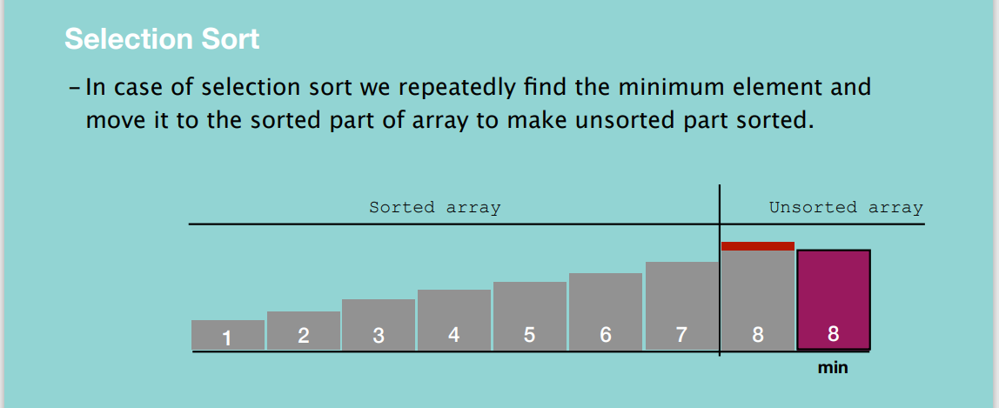 Selection Sort
– In case of selection sort we repeatedly find the minimum element and
move it to the sorted part of array to make unsorted part sorted.
Sorted array Unsorted array
1 2 3 4 5 6 7 8 8
min